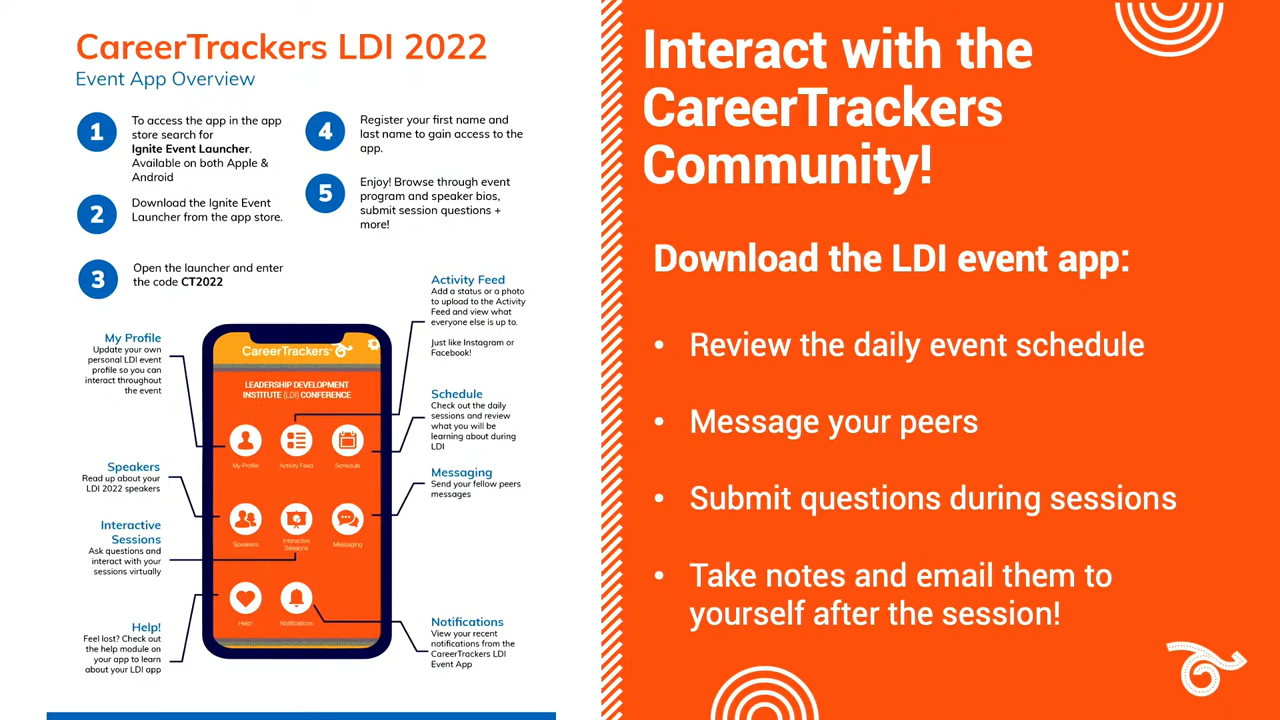 CareerTrackers LDI 2022
Event App Overview
1
To access the app in the app
store search for
Ignite Event Launcher.
Available on both Apple &
Android
2
Download the Ignite Event
Launcher from the app store.
3
Open the launcher and enter
the code CT2022
4
Register your first name and
last name to gain access to the
app.
5
Enjoy! Browse through event
program and speaker bios,
submit session questions +
more!
My Profile
Update your own
personal LDI event
profile so you can
interact throughout
the event
Speakers
Read up about your
LDI 2022 speakers
Interactive
Sessions
Ask questions and
interact with your
sessions virtually
Help!
Feel lost? Check out
the help module on
your app to learn
about your LDI app
CareerTrackers
LEADERSHIP DEVELOPMENT
INSTITUTE (LDI) CONFERENCE
My Profile
Activity Feed
Schedule
Speakers
Interactive
Sessions
Messaging
Help!
Notifications
Activity Feed
Add a status or a photo
to upload to the Activity
Feed and view what
everyone else is up to.
Just like Instagram or
Facebook!
Schedule
Check out the daily
sessions and review
what you will be
learning about during
LDI
Messaging
Send your fellow peers
messages
Notifications
View your recent
notifications from the
CareerTrackers LDI
Event App
Interact with the
CareerTrackers
Community!
Download the LDI event app:
• Review the daily event schedule
• Message your peers
• Submit questions during sessions
• Take notes and email them to
yourself after the session!